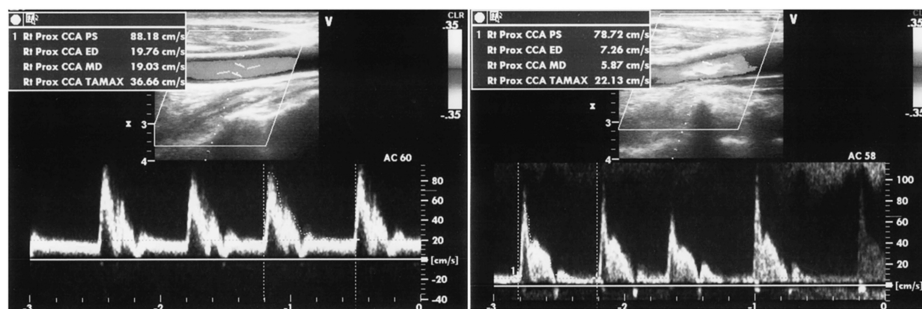 1 Rt Prox CCA PS 88.18 cm/s
Rt Prox CCA ED 19.76 cm/s
Rt Prox CCA MD 19.03 cm/s
Rt Prox CCA TAMAX 36.66 cm/s
V
CLR
.35
-.35
3
4
AC 60
80
60
40
20
[cm/s]
-20
-40
-3
-2
-1
0
1 Rt Prox CCA PS 78.72 cm/s
Rt Prox CCA ED 7.26 cm/s
Rt Prox CCA MD 5.87 cm/s
Rt Prox CCA TAMAX 22.13 cm/s
V
CLR
.35
-.35
3
4
AC 58
100
80
60
40
20
[cm/s]
1
-3
-2
-1
0